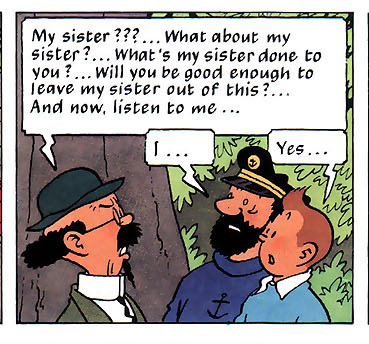 My sister ???... What about my
sister?... What's my sister done to
you?... Will you be good enough to
leave my sister out of this?...
And now, listen to me...
I...
Yes...